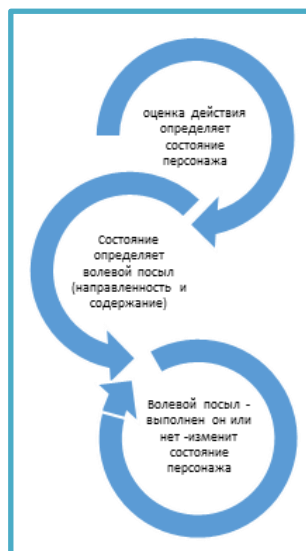 оценка действия
определяет
состояние
персонажа
Состояние
определяет
волевой посыл
(направленность и
содержание)
Волевой посыл -
выполнен он или
нет -изменит
состояние
персонажа